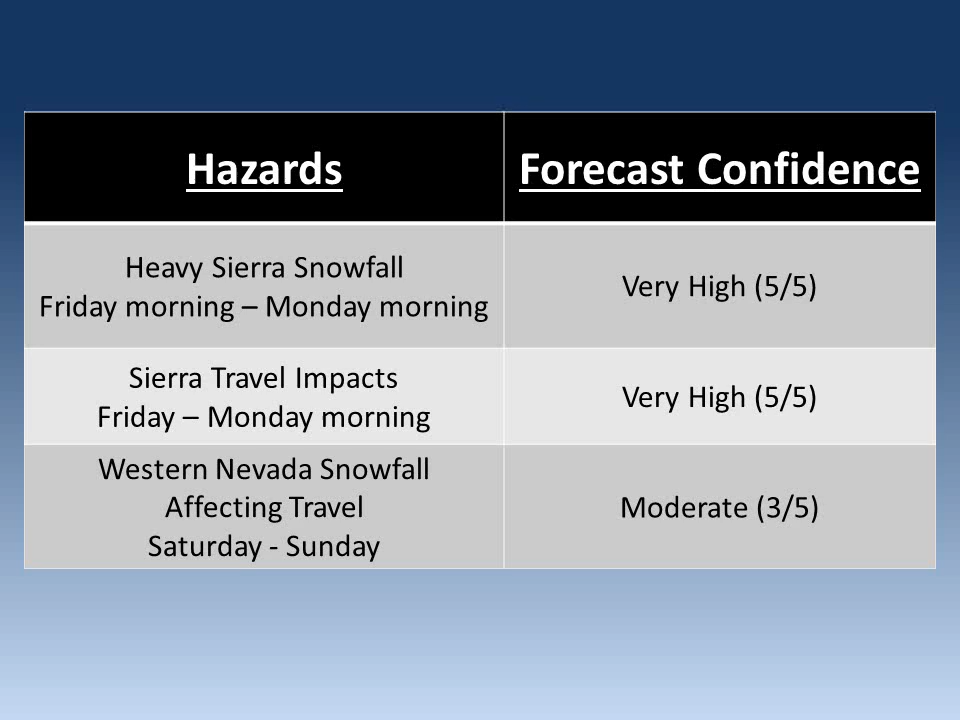 Hazards
Forecast Confidence
Heavy Sierra Snowfall
Friday morning – Monday morning
Very High (5/5)
Sierra Travel Impacts
Friday – Monday morning
Very High (5/5)
Western Nevada Snowfall
Affecting Travel
Saturday - Sunday
Moderate (3/5)